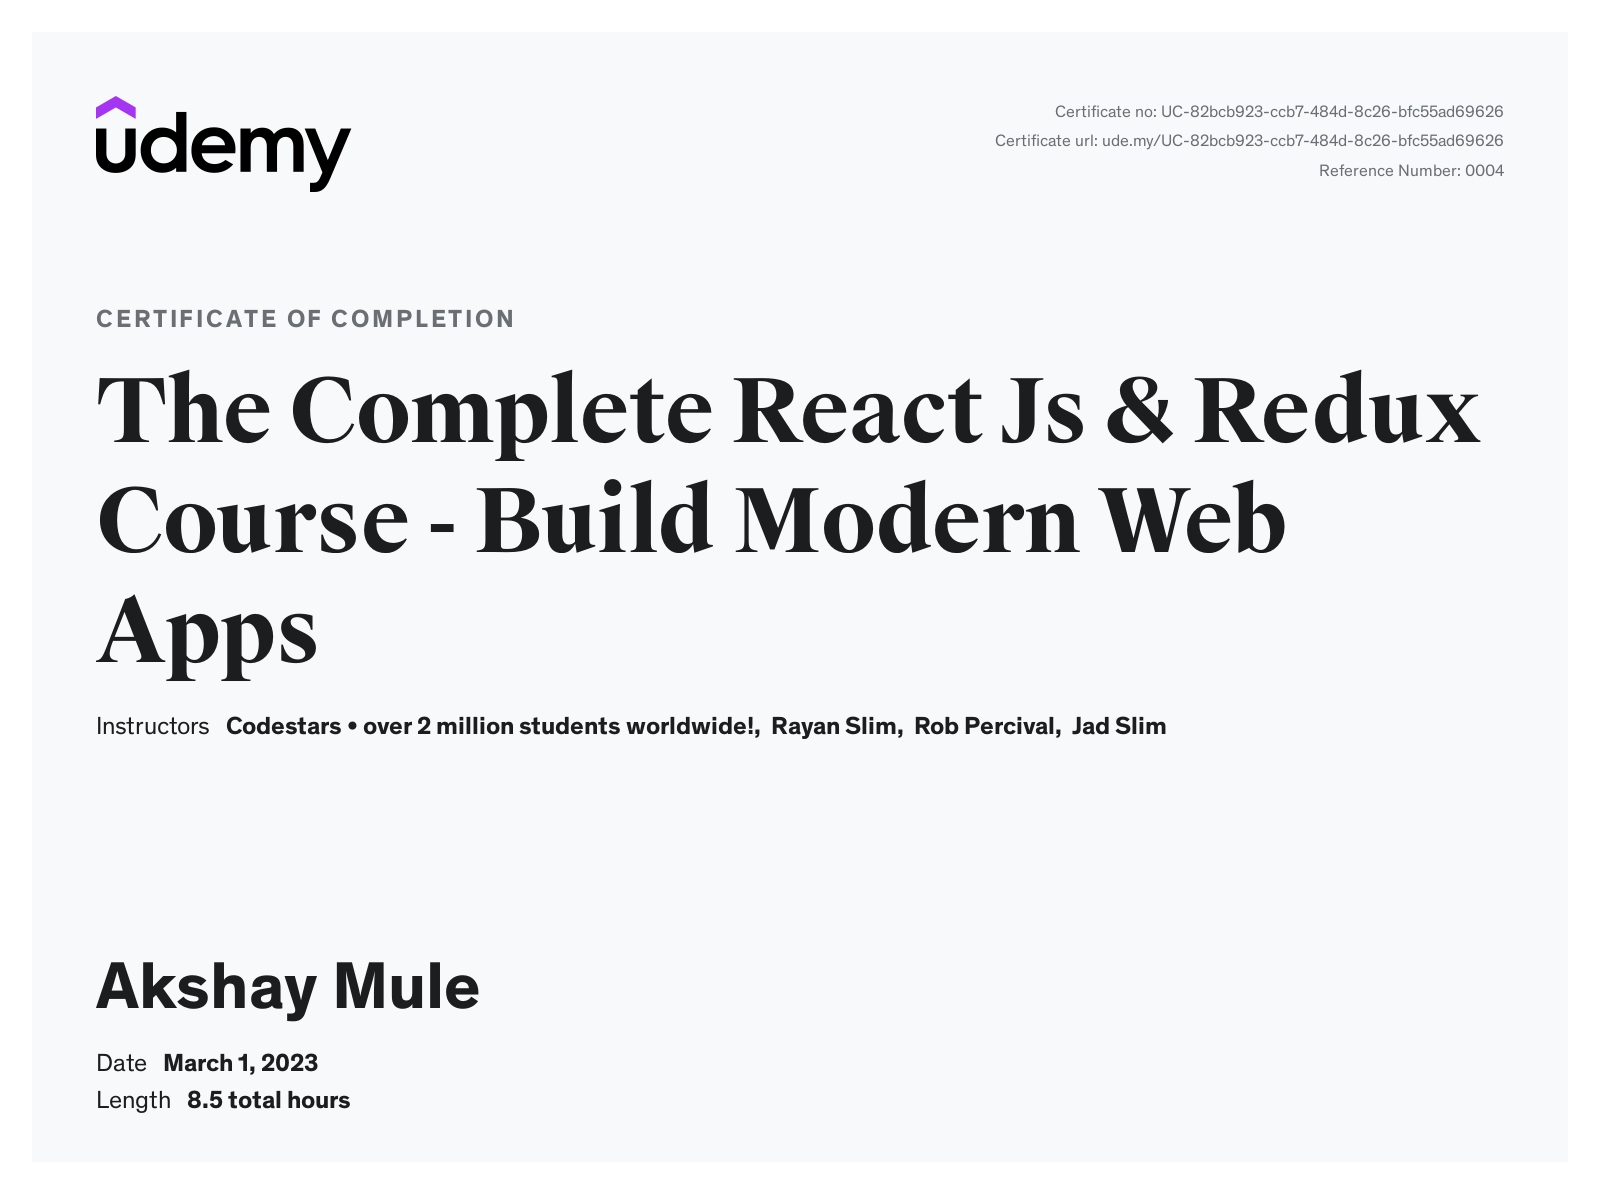 udemy
Certificate no: UC-82bcb923-ccb7-484d-8c26-bfc55ad69626
Certificate url: ude.my/UC-82bcb923-ccb7-484d-8c26-bfc55ad69626
Reference Number: 0004
CERTIFICATE OF COMPLETION
The Complete React Js & Redux
Course - Build Modern Web
Apps
Instructors Codestars • over 2 million students worldwide!, Rayan Slim, Rob Percival, Jad Slim
Akshay Mule
Date March 1, 2023
Length 8.5 total hours